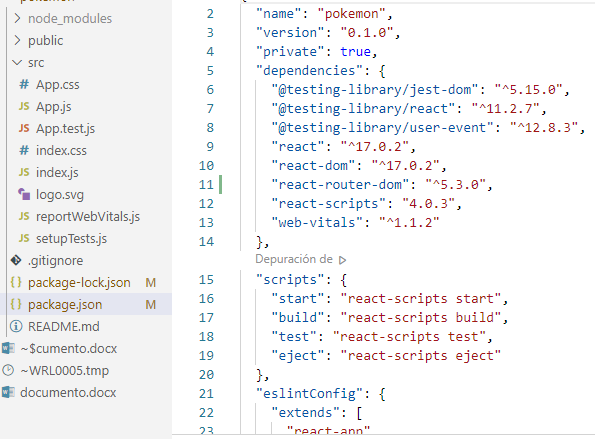 pokemon
node_modules
public
src
App.css
App.js
App.test.js
index.css
index.js
logo.svg
reportWebVitals.js
setupTests.js
.gitignore
package-lock.json M
package.json M
README.md
~$cumento.docx
~WRL0005.tmp
documento.docx
2 "name": "pokemon",
3 "version": "0.1.0",
4 "private": true,
5 "dependencies": {
6 "@testing-library/jest-dom": "^5.15.0",
7 "@testing-library/react": "^11.2.7",
8 "@testing-library/user-event": "^12.8.3",
9 "react": "^17.0.2",
10 "react-dom": "^17.0.2",
11 "react-router-dom": "^5.3.0",
12 "react-scripts": "4.0.3",
13 "web-vitals": "^1.1.2"
14 },
Depuración de
15 "scripts": {
16 "start": "react-scripts start",
17 "build": "react-scripts build",
18 "test": "react-scripts test",
19 "eject": "react-scripts eject"
20 },
21 "eslintConfig": {
22 "extends": [
23 "react-app"